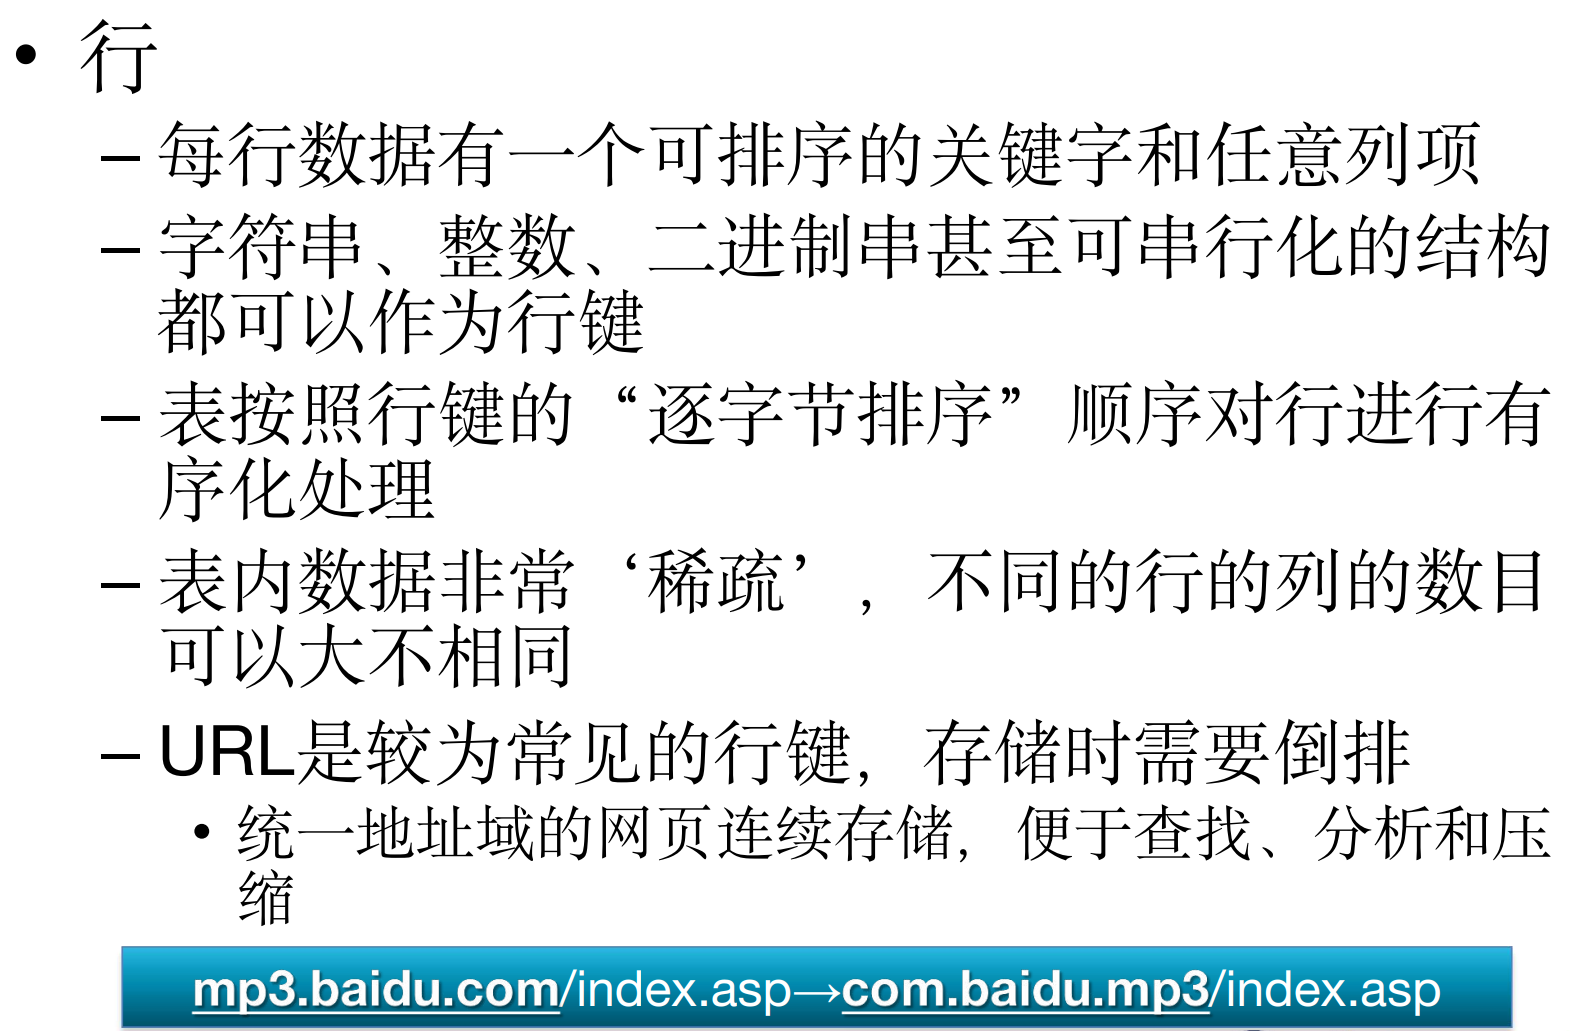 • 行
– 每行数据有一个可排序的关键字和任意列项
– 字符串、整数、二进制串甚至可串行化的结构
都可以作为行键
– 表按照行键的“逐字节排序”顺序对行进行有
序化处理
– 表内数据非常‘稀疏’，不同的行的列的数目
可以大不相同
– URL是较为常见的行键，存储时需要倒排
• 统一地址域的网页连续存储，便于查找、分析和压
缩
mp3.baidu.com/index.asp→com.baidu.mp3/index.asp